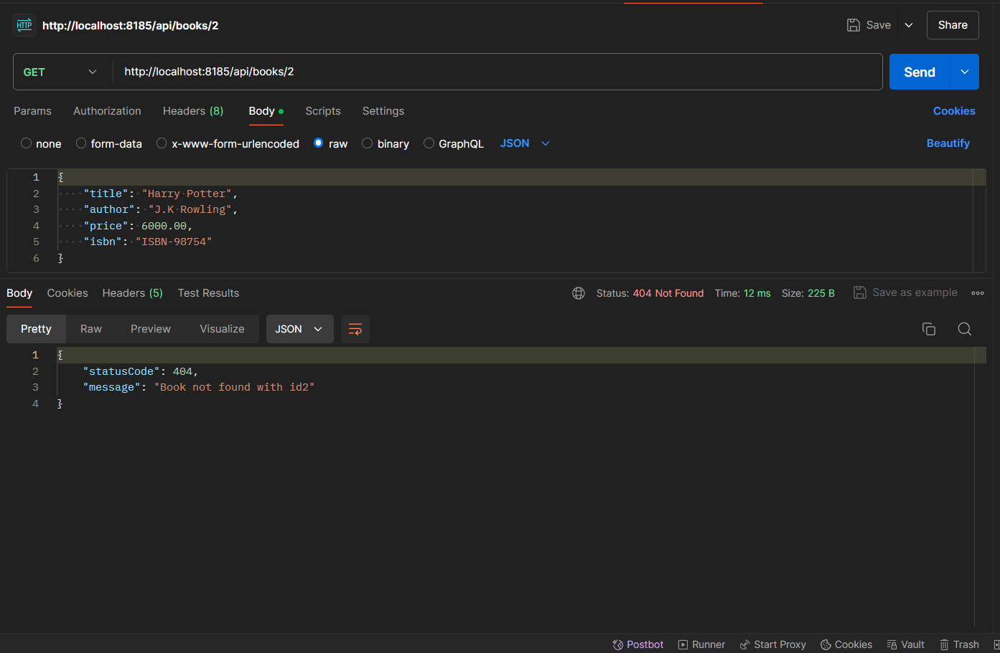 HTTP http://localhost:8185/api/books/2 Save Share
GET http://localhost:8185/api/books/2 Send
Params Authorization Headers (8) Body Scripts Settings Cookies
none form-data x-www-form-urlencoded raw binary GraphQL JSON Beautify
1 {
2 ····"title":·"Harry·Potter",
3 ····"author":·"J.K·Rowling",
4 ····"price":·6000.00,
5 ····"isbn":·"ISBN-98754"
6 }
Body Cookies Headers (5) Test Results Status: 404 Not Found Time: 12 ms Size: 225 B Save as example
Pretty Raw Preview Visualize JSON
1 {
2 "statusCode": 404,
3 "message": "Book not found with id2"
4 }
Postbot Runner Start Proxy Cookies Vault Trash